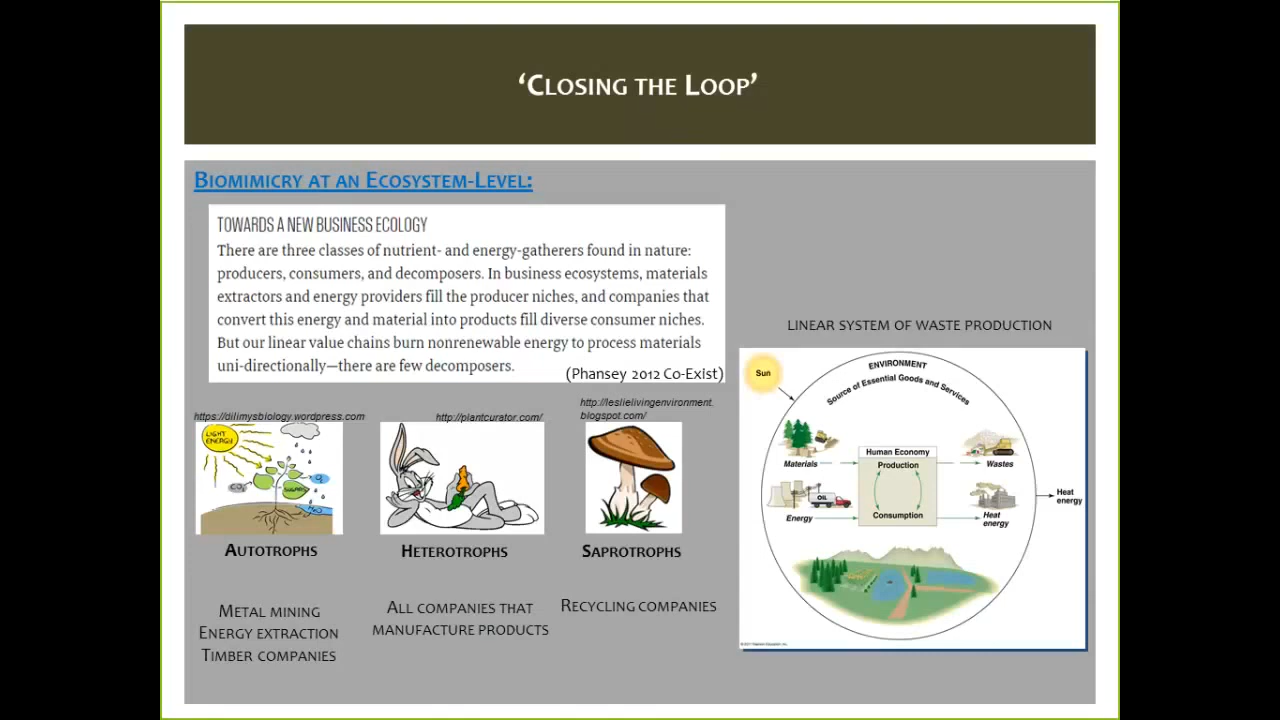 ‘CLOSING THE LOOP’
BIOMIMICRY AT AN ECOSYSTEM-LEVEL:
TOWARDS A NEW BUSINESS ECOLOGY
There are three classes of nutrient- and energy-gatherers found in nature:
producers, consumers, and decomposers. In business ecosystems, materials
extractors and energy providers fill the producer niches, and companies that
convert this energy and material into products fill diverse consumer niches.
But our linear value chains burn nonrenewable energy to process materials
uni-directionally—there are few decomposers.
(Phansey 2012 Co-Exist)
https://dilimysbiology.wordpress.com
LIGHT
ENERGY
SUGARS
AUTOTROPHS
METAL MINING
ENERGY EXTRACTION
TIMBER COMPANIES
http://plantcurator.com/
HETEROTROPHS
ALL COMPANIES THAT
MANUFACTURE PRODUCTS
http://leslielivingenvironment.
blogspot.com/
SAPROTROPHS
RECYCLING COMPANIES
LINEAR SYSTEM OF WASTE PRODUCTION
Sun
ENVIRONMENT
Source of Essential Goods and Services
Materials
Human Economy
Production
Wastes
OIL
Energy
Consumption
Heat
energy
Heat
energy